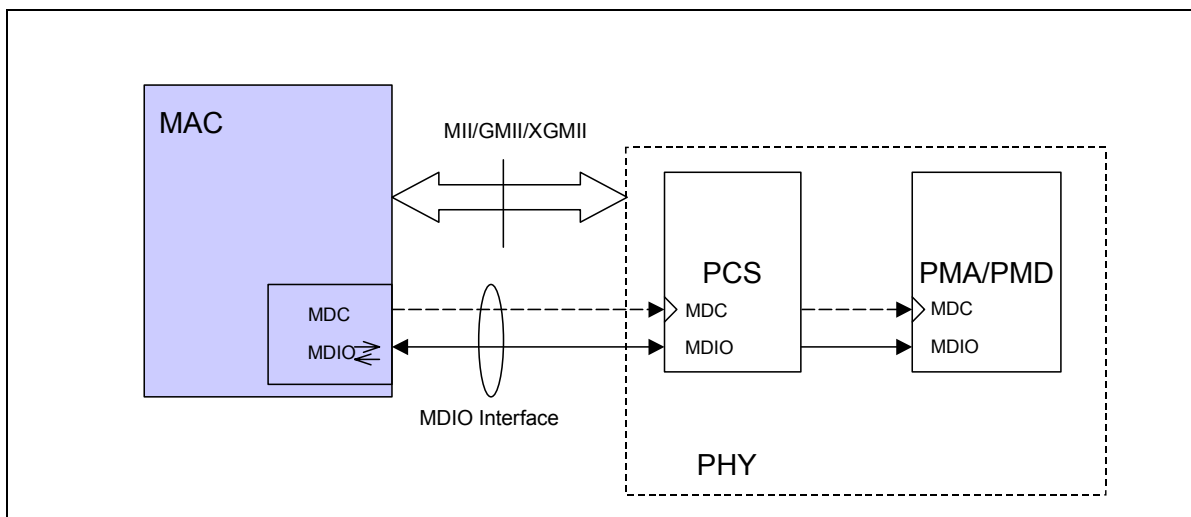 MAC
MII/GMII/XGMII
PCS
PMA/PMD
MDC
MDC
MDC
MDIO
MDIO
MDIO
MDIO Interface
PHY